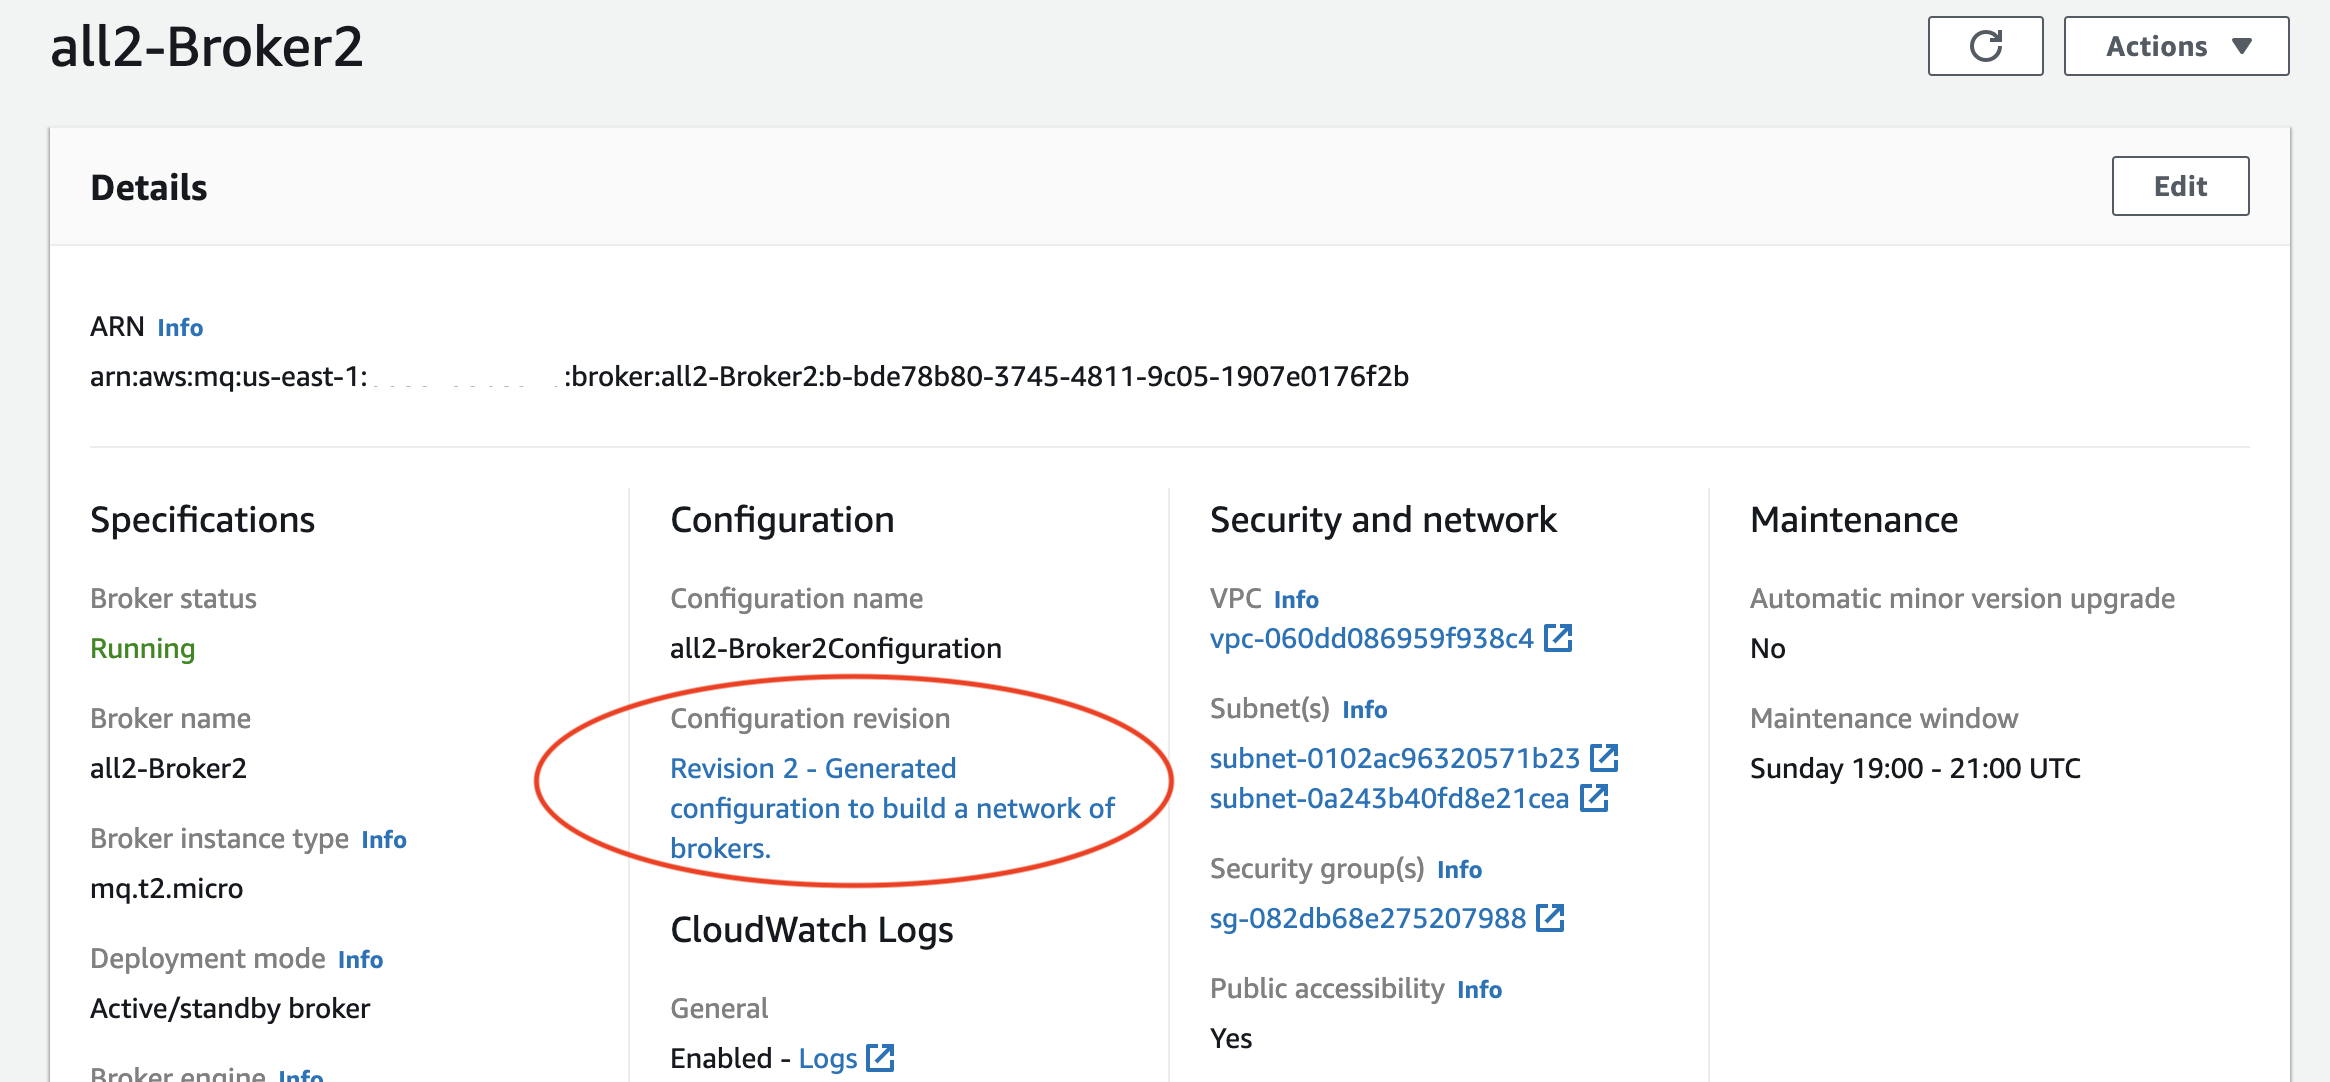 all2-Broker2
Actions
Details
Edit
ARN Info
arn:aws:mq:us-east-1: :broker:all2-Broker2:b-bde78b80-3745-4811-9c05-1907e0176f2b
Specifications
Broker status
Running
Broker name
all2-Broker2
Broker instance type Info
mq.t2.micro
Deployment mode Info
Active/standby broker
Broker engine Info
Configuration
Configuration name
all2-Broker2Configuration
Configuration revision
Revision 2 - Generated
configuration to build a network of
brokers.
CloudWatch Logs
General
Enabled - Logs
Security and network
VPC Info
vpc-060dd086959f938c4
Subnet(s) Info
subnet-0102ac96320571b23
subnet-0a243b40fd8e21cea
Security group(s) Info
sg-082db68e275207988
Public accessibility Info
Yes
Maintenance
Automatic minor version upgrade
No
Maintenance window
Sunday 19:00 - 21:00 UTC